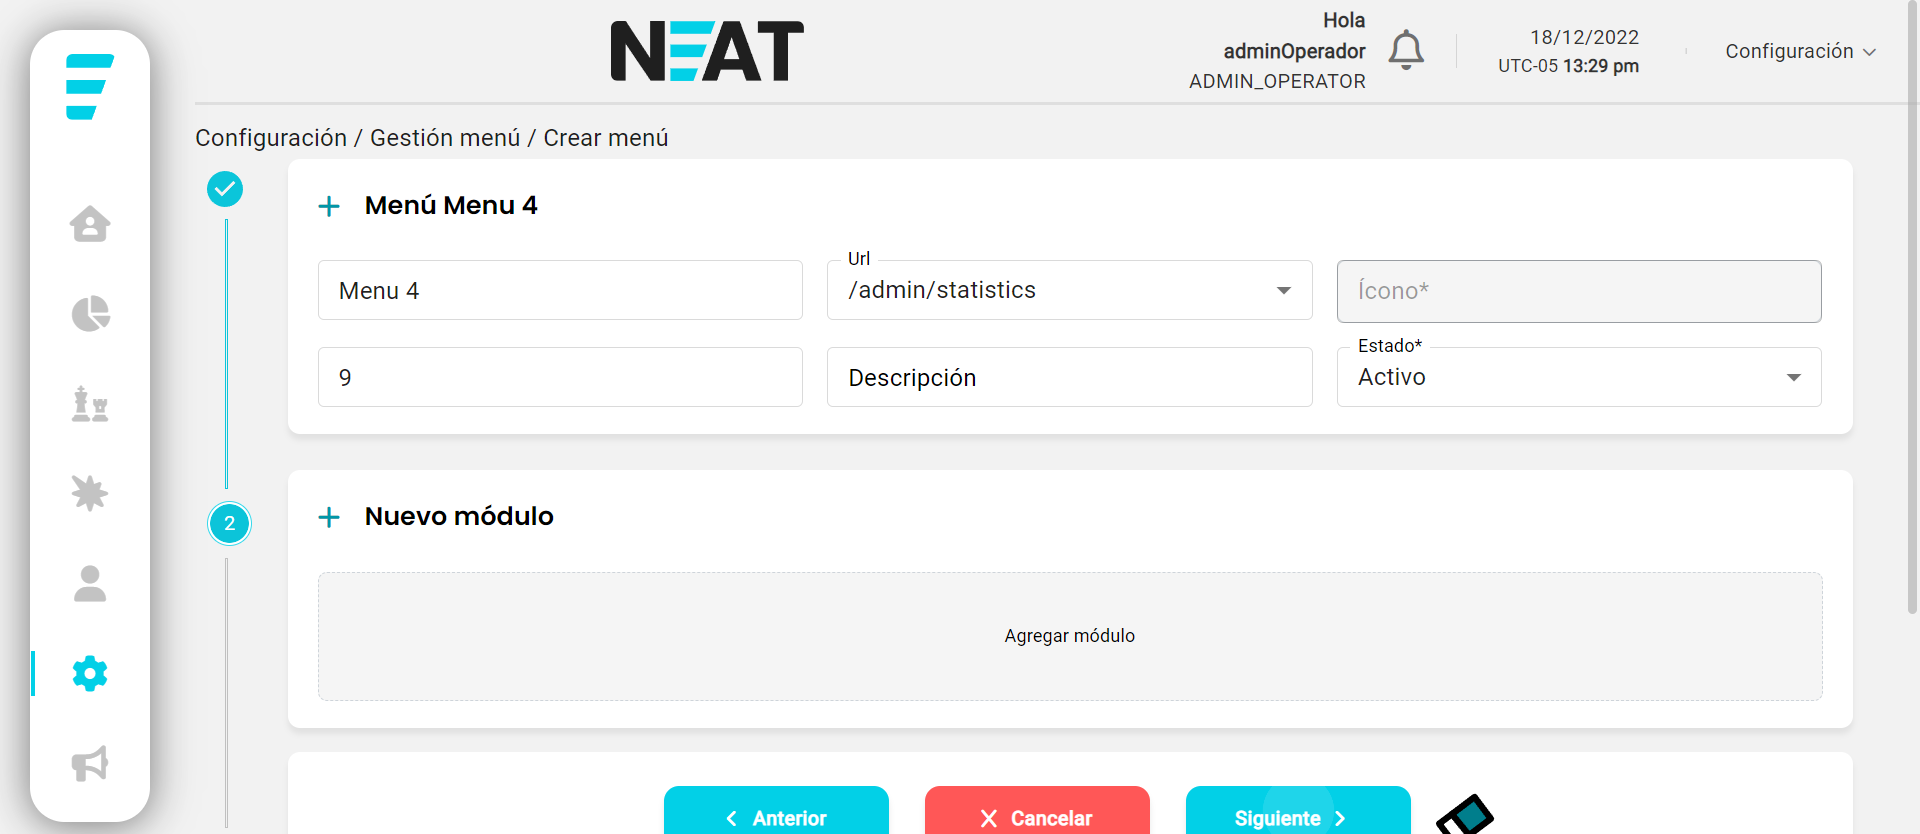 NEAT
Hola
adminOperador
ADMIN_OPERATOR
18/12/2022
UTC-05 13:29 pm
Configuración
Configuración / Gestión menú / Crear menú
Menú Menu 4
Menu 4
Url
/admin/statistics
Ícono*
9
Descripción
Estado*
Activo
2
Nuevo módulo
Agregar módulo
Anterior
Cancelar
Siguiente